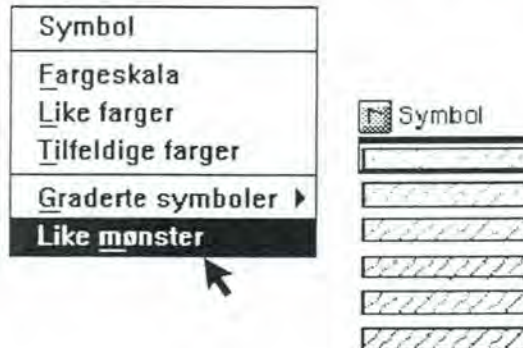 Symbol
Fargeskala
Like farger
Tilfeldige farger
Graderte symboler
Like mønster
Symbol